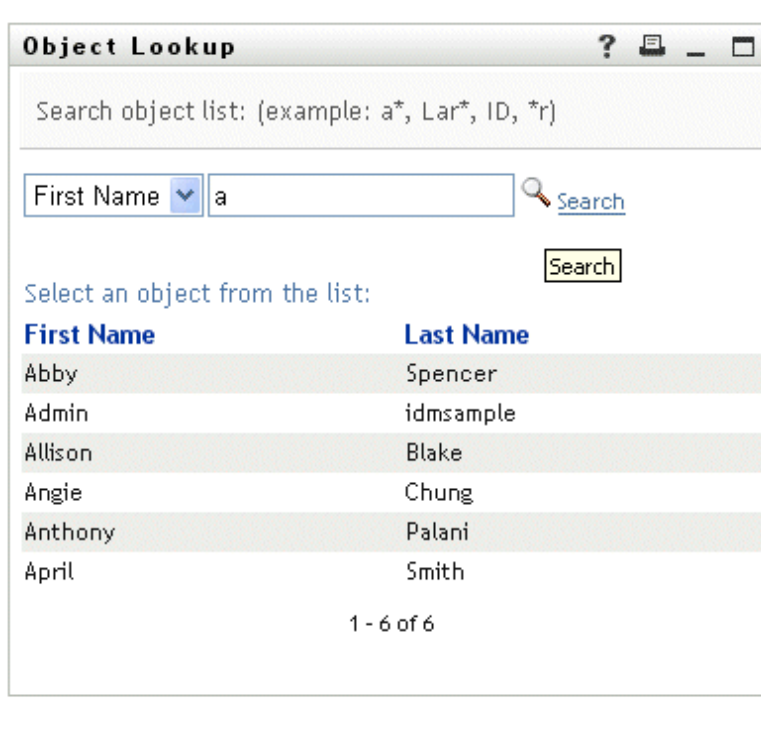 Object Lookup ?
Search object list: (example: a*, Lar*, ID, *r)
First Name a Search
Search
Select an object from the list:
First Name Last Name
Abby Spencer
Admin idmsample
Allison Blake
Angie Chung
Anthony Palani
April Smith
1 - 6 of 6